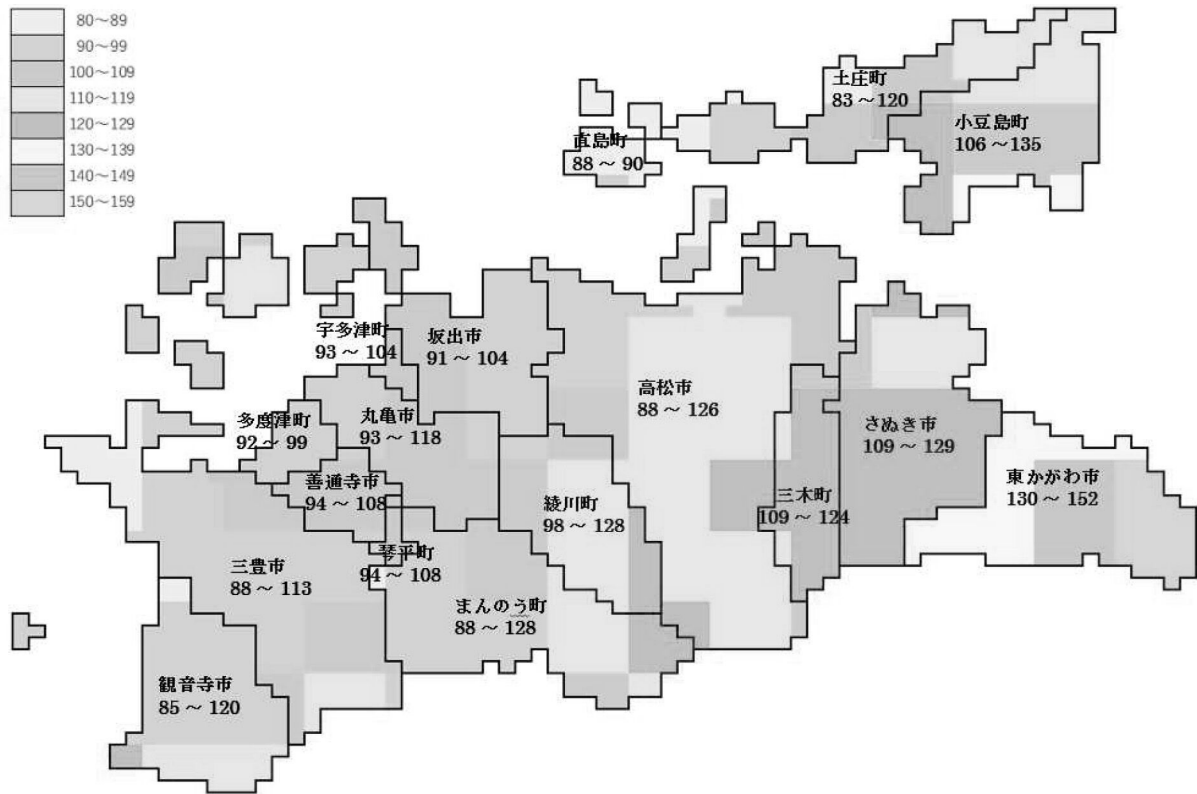 80～89
90～99
100～109
110～119
120～129
130～139
140～149
150～159
土庄町
83～120
小豆島町
106～135
直島町
88～90
宇多津町
93～104
坂出市
91～104
高松市
88～126
多度津町
92～99
丸亀市
93～118
さぬき市
109～129
善通寺市
94～108
綾川町
98～128
三木町
109～124
東かがわ市
130～152
三豊市
88～113
琴平町
94～108
まんのう町
88～128
観音寺市
85～120